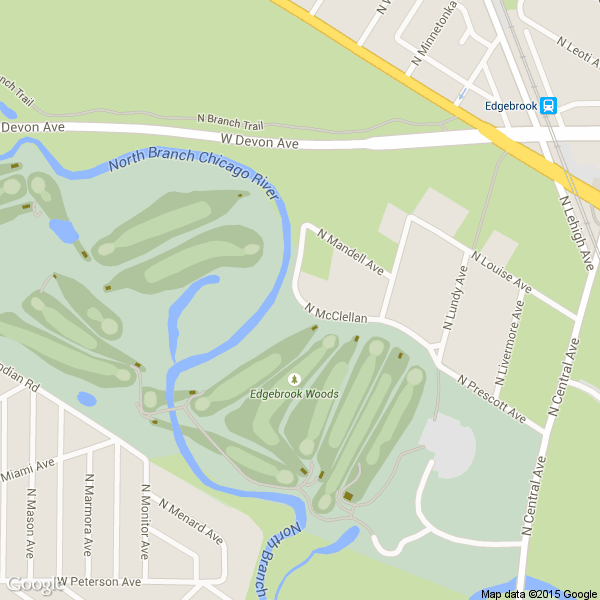 N Minnetonka
N W
N Leoti A
Edgebrook
Branch Trail
N Branch Trail
Devon Ave
W Devon Ave
North Branch Chicago River
N Lehigh Ave
N Mandell Ave
N Louise Ave
N Lundy Ave
N Livermore Ave
N McClellan
N Central Ave
N Prescott Ave
Edgebrook Woods
odian Rd
Miami Ave
N Mason Ave
N Marmora Ave
N Monitor Ave
N Menard Ave
N Central Ave
North Branch
W Peterson Ave
Google
Map data ©2015 Google